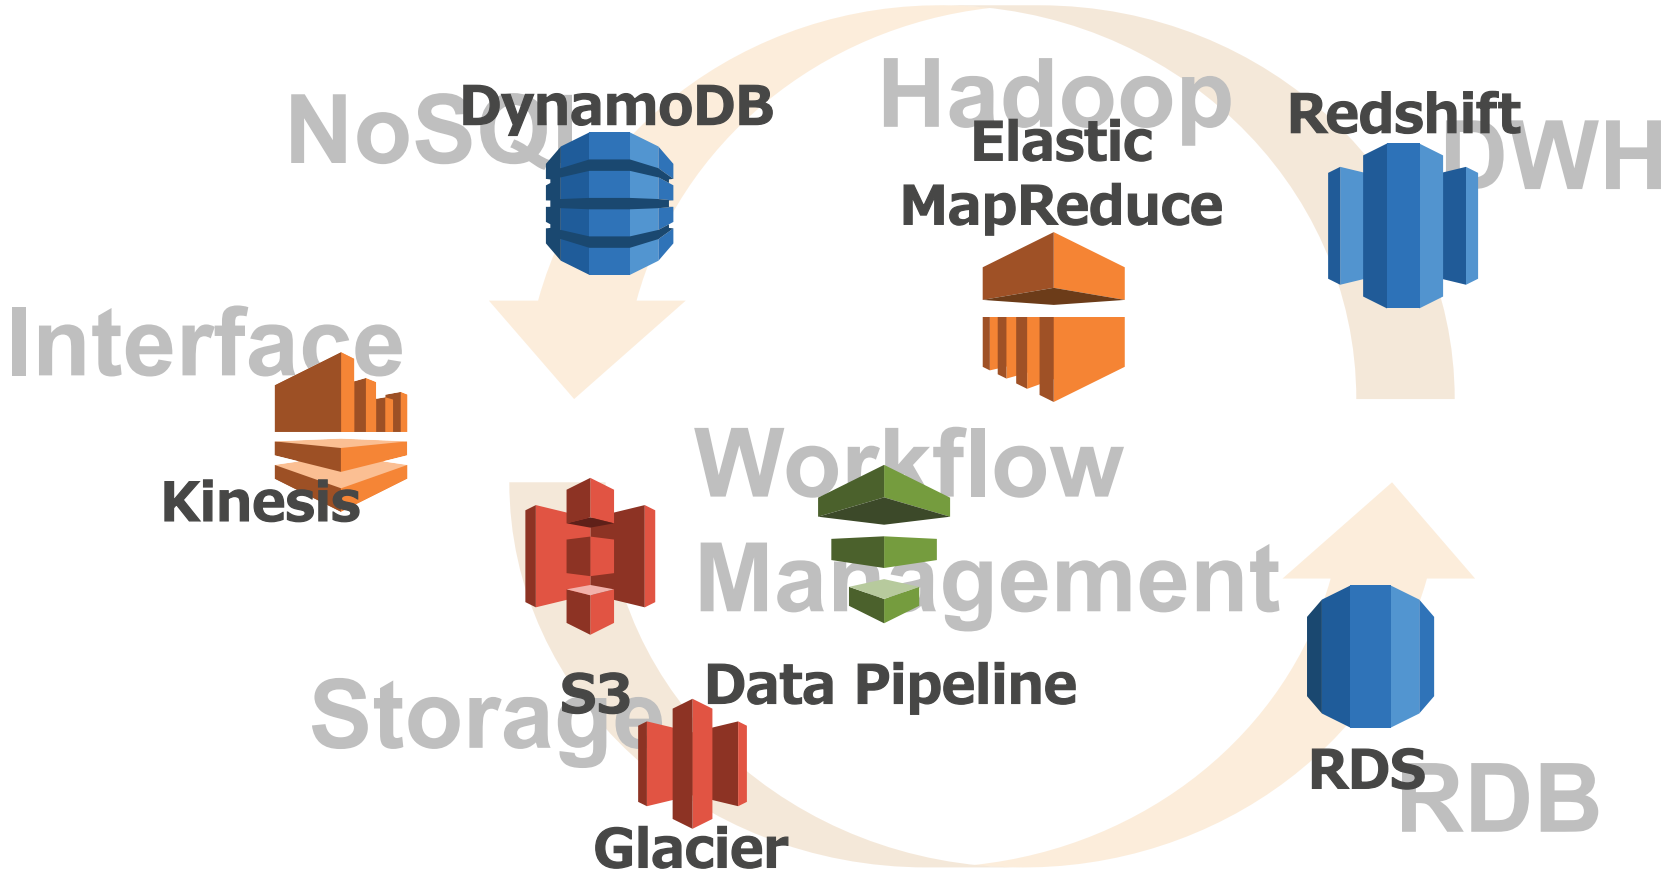 Hadoop
NoSQL
DynamoDB
Redshift
DWH
Elastic
MapReduce
Interface
Kinesis
Workflow
Management
S3
Storage
Data Pipeline
Glacier
RDS
RDB